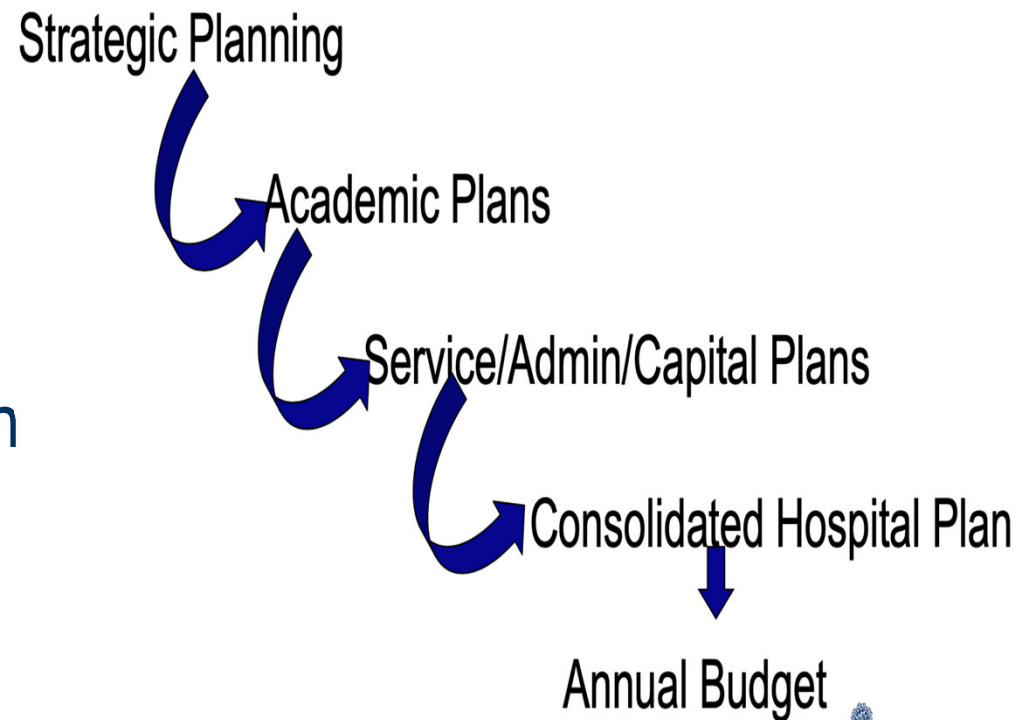 Strategic Planning
Academic Plans
Service/Admin/Capital Plans
n
Consolidated Hospital Plan
Annual Budget